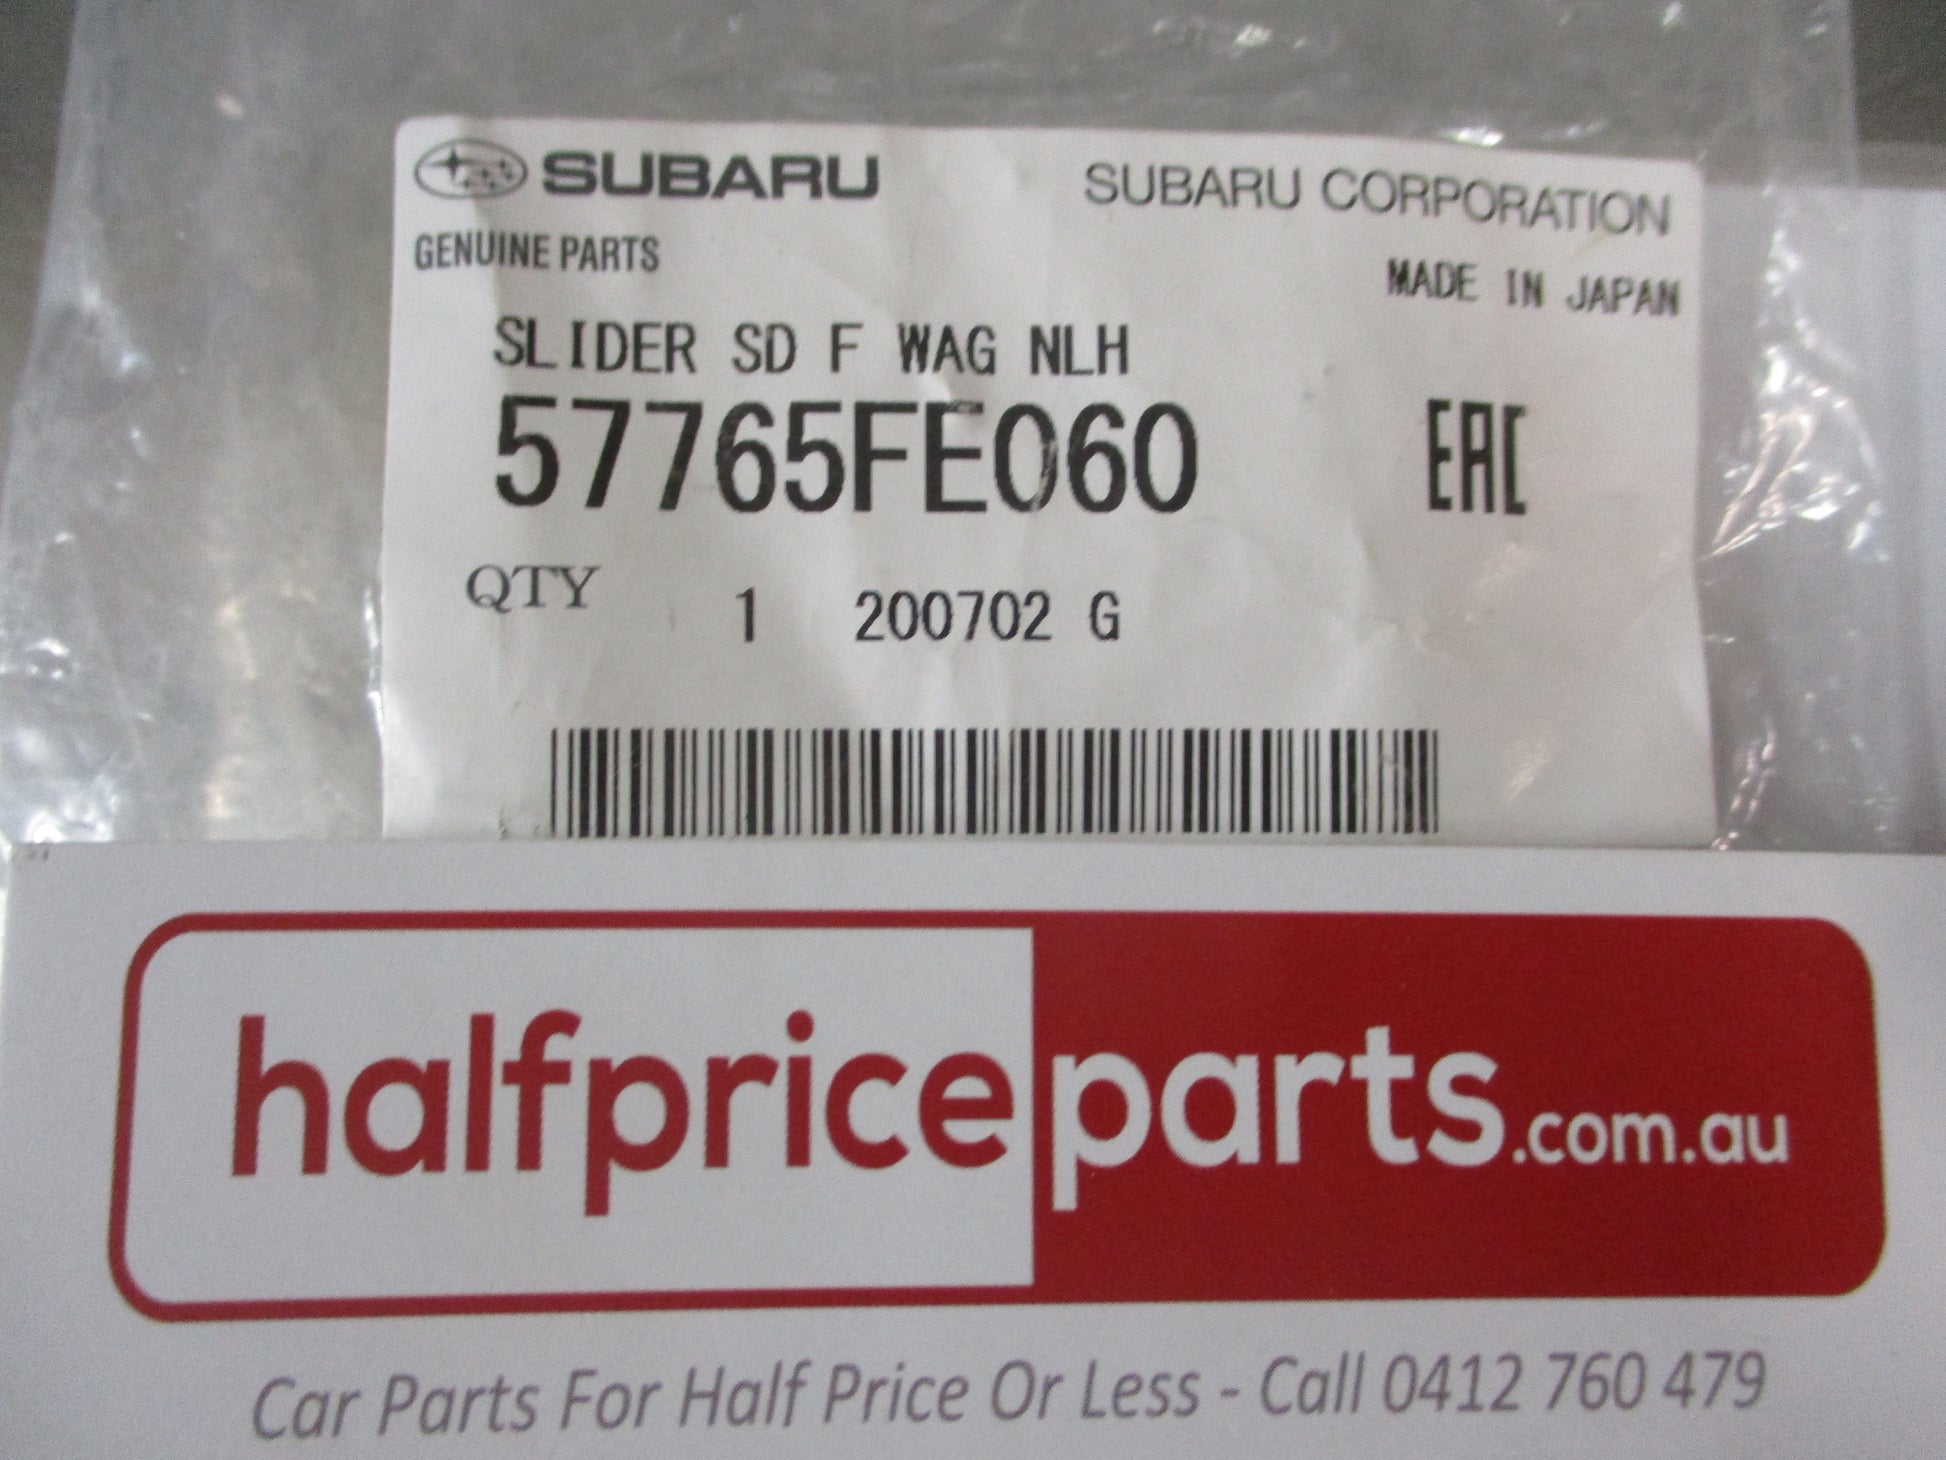 SUBARU SUBARU CORPORATION
GENUINE PARTS MADE IN JAPAN
SLIDER SD F WAG NLH
57765FE060 EAC
QTY 1 200702 G
halfpriceparts.com.au
Car Parts For Half Price Or Less - Call 0412 760 479